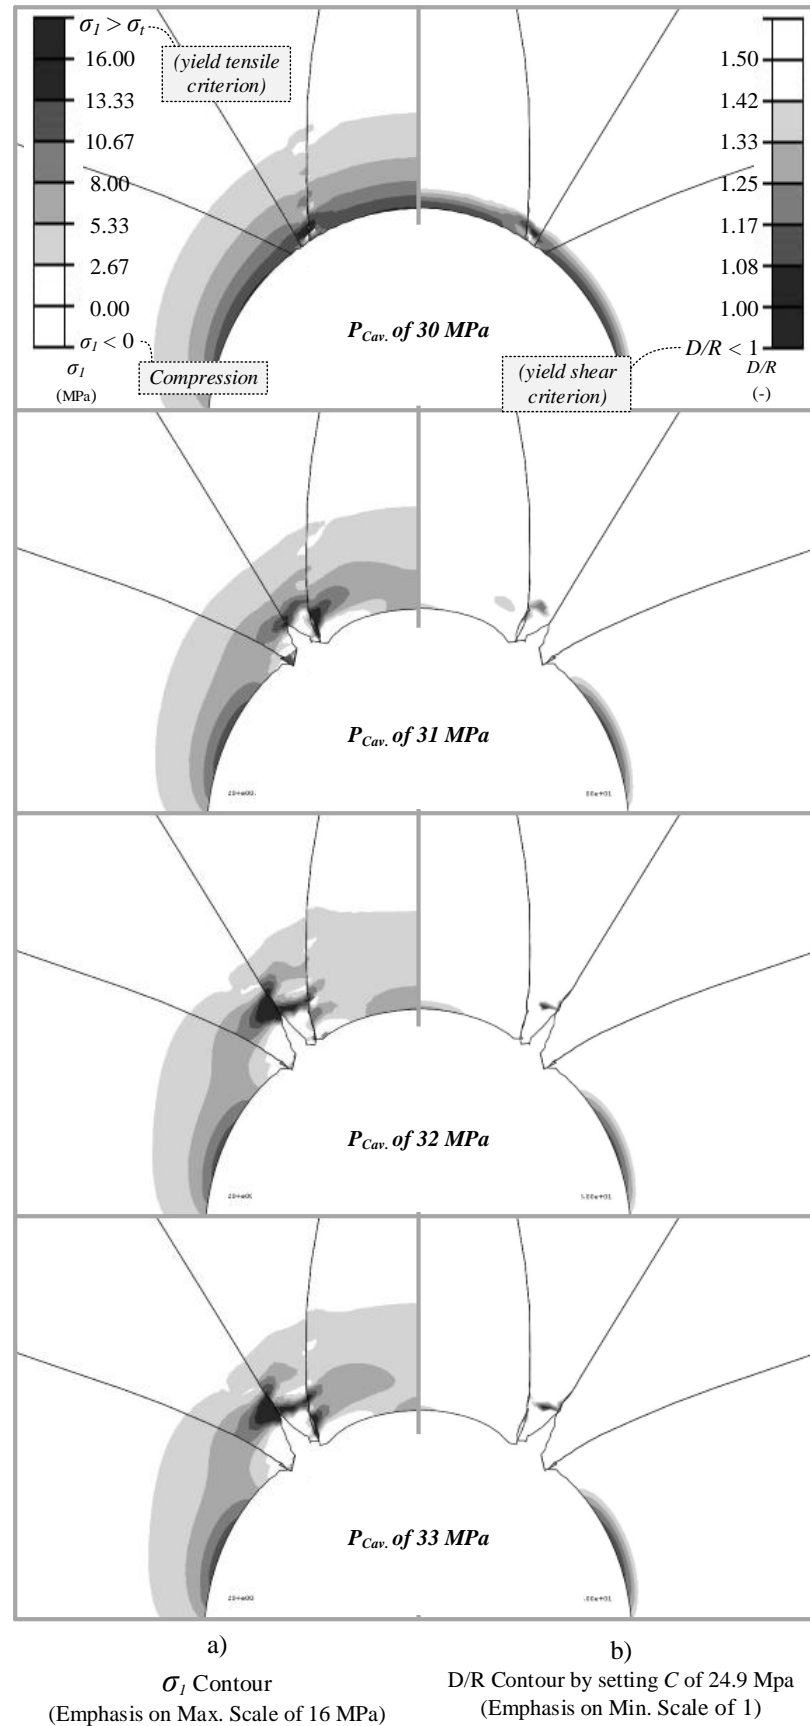 σ₁ > σₜ
16.00
13.33
10.67
8.00
5.33
2.67
0.00
σ₁ < 0
σ₁
(MPa)
(yield tensile
criterion)
Compression
1.50
1.42
1.33
1.25
1.17
1.08
1.00
D/R < 1
D/R
(-)
(yield shear
criterion)
P_Cav. of 30 MPa
P_Cav. of 31 MPa
P_Cav. of 32 MPa
P_Cav. of 33 MPa
a)
σ₁ Contour
(Emphasis on Max. Scale of 16 MPa)
b)
D/R Contour by setting C of 24.9 Mpa
(Emphasis on Min. Scale of 1)